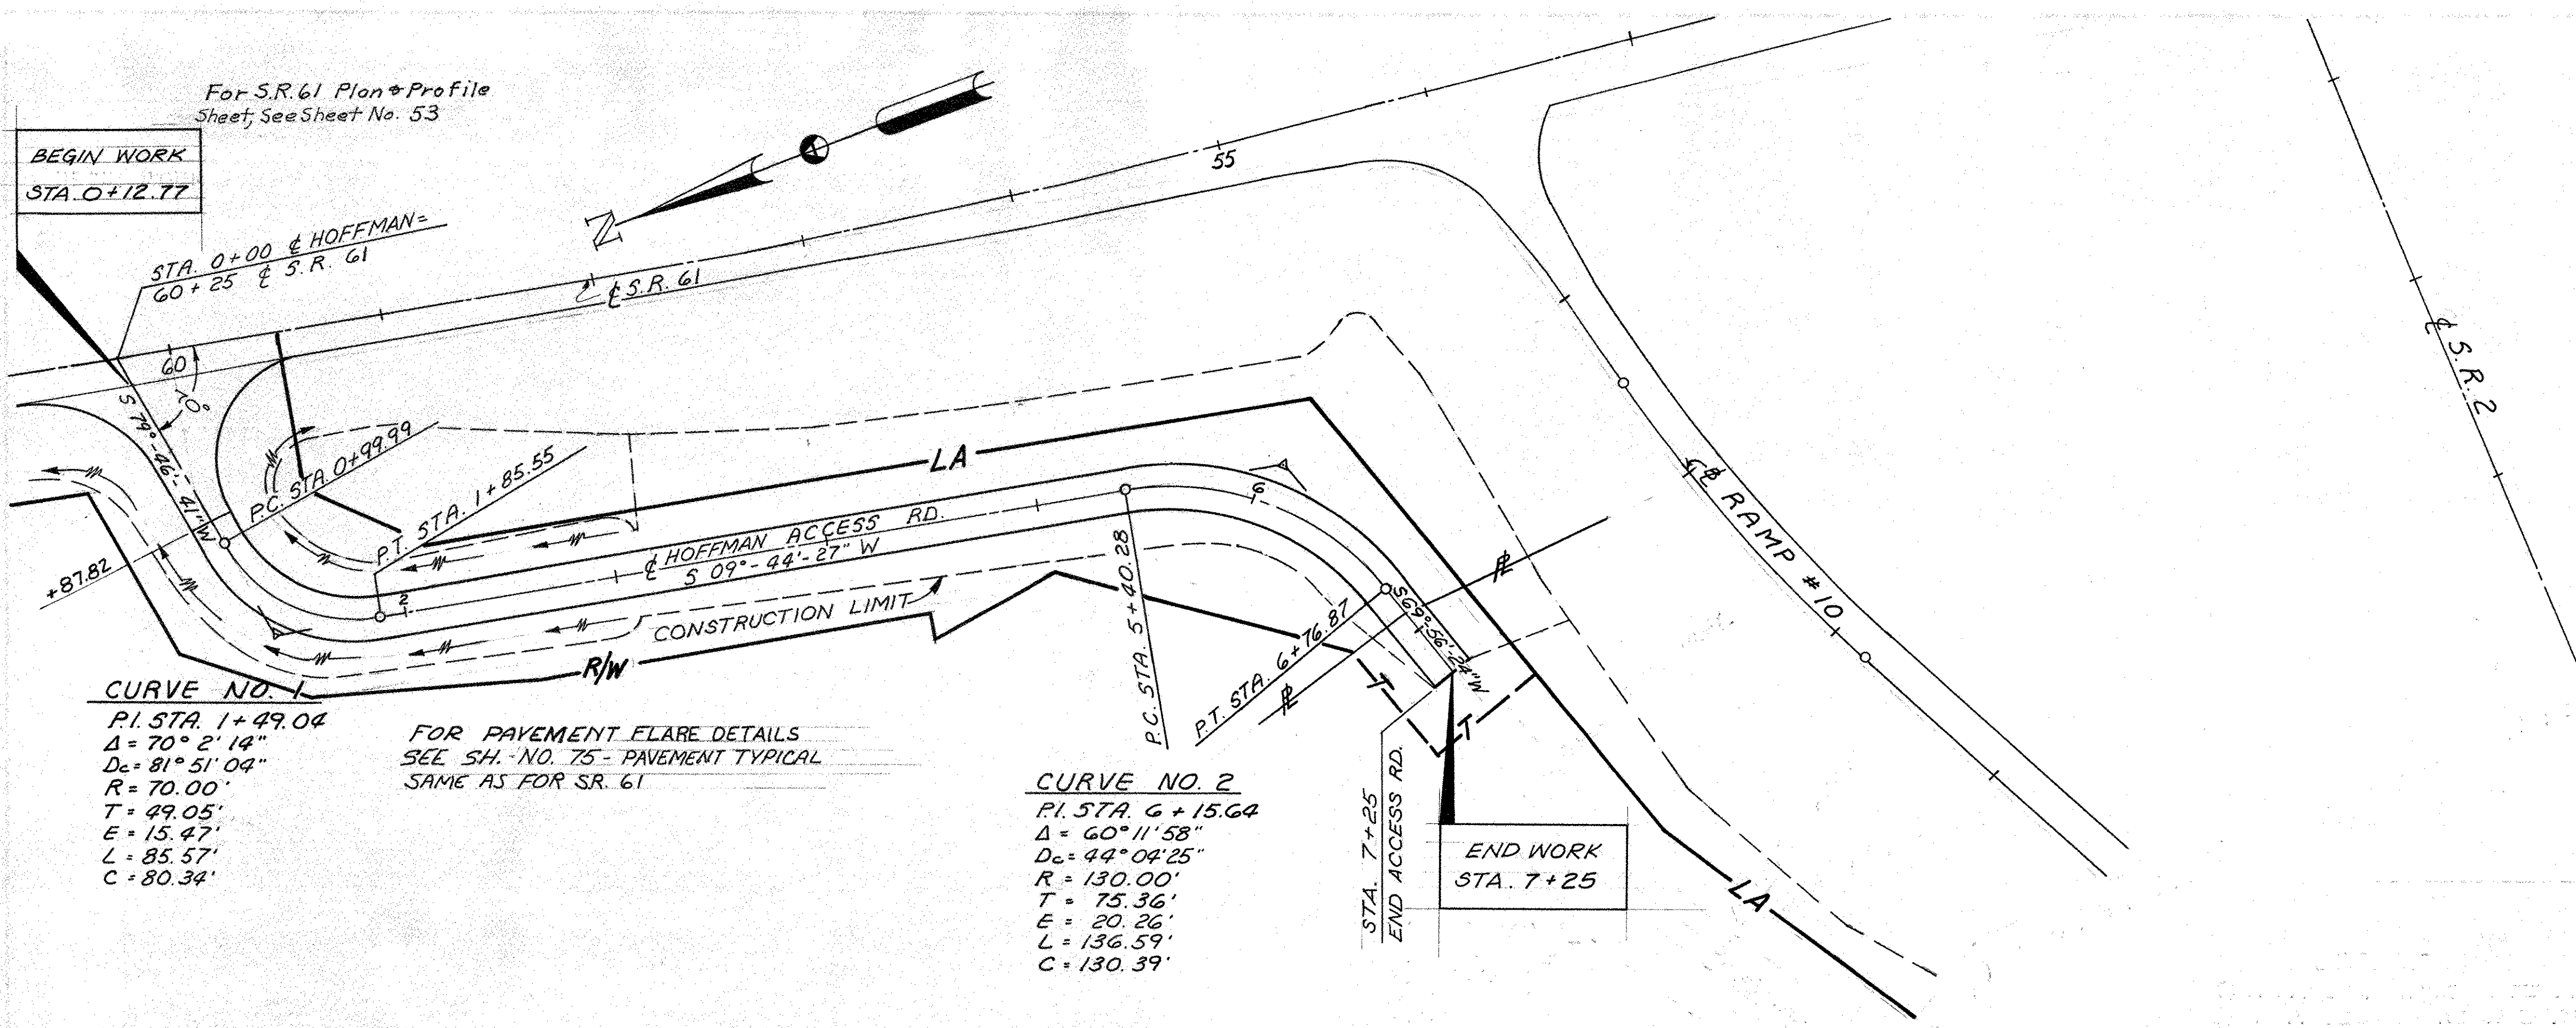 For S.R. 61 Plan & Profile
Sheet, See Sheet No. 53
BEGIN WORK
STA. 0+12.77
STA. 0+00 ℄ HOFFMAN=
60+25 ℄ S.R. 61
N
℄ S.R. 61
55
60
70°
S 79°-46'-41" W
P.C. STA. 0+99.99
P.T. STA. 1+85.55
+87.82
2
℄ HOFFMAN ACCESS RD.
S 09°-44'-27" W
LA
CONSTRUCTION LIMIT
R/W
6
P.C. STA. 5+40.28
P.T. STA. 6+76.87
S 69°-56'-24" W
℄ RAMP #10
℄ S.R. 2
PL
PL
T
T
STA. 7+25
END ACCESS RD.
END WORK
STA. 7+25
LA
CURVE NO. 1
P.I. STA. 1+49.04
Δ = 70° 2' 14"
Dc = 81° 51' 04"
R = 70.00'
T = 49.05'
E = 15.47'
L = 85.57'
C = 80.34'
FOR PAVEMENT FLARE DETAILS
SEE SH. NO. 75 - PAVEMENT TYPICAL
SAME AS FOR SR. 61
CURVE NO. 2
P.I. STA. 6+15.64
Δ = 60° 11' 58"
Dc = 44° 04' 25"
R = 130.00'
T = 75.36'
E = 20.26'
L = 136.59'
C = 130.39'